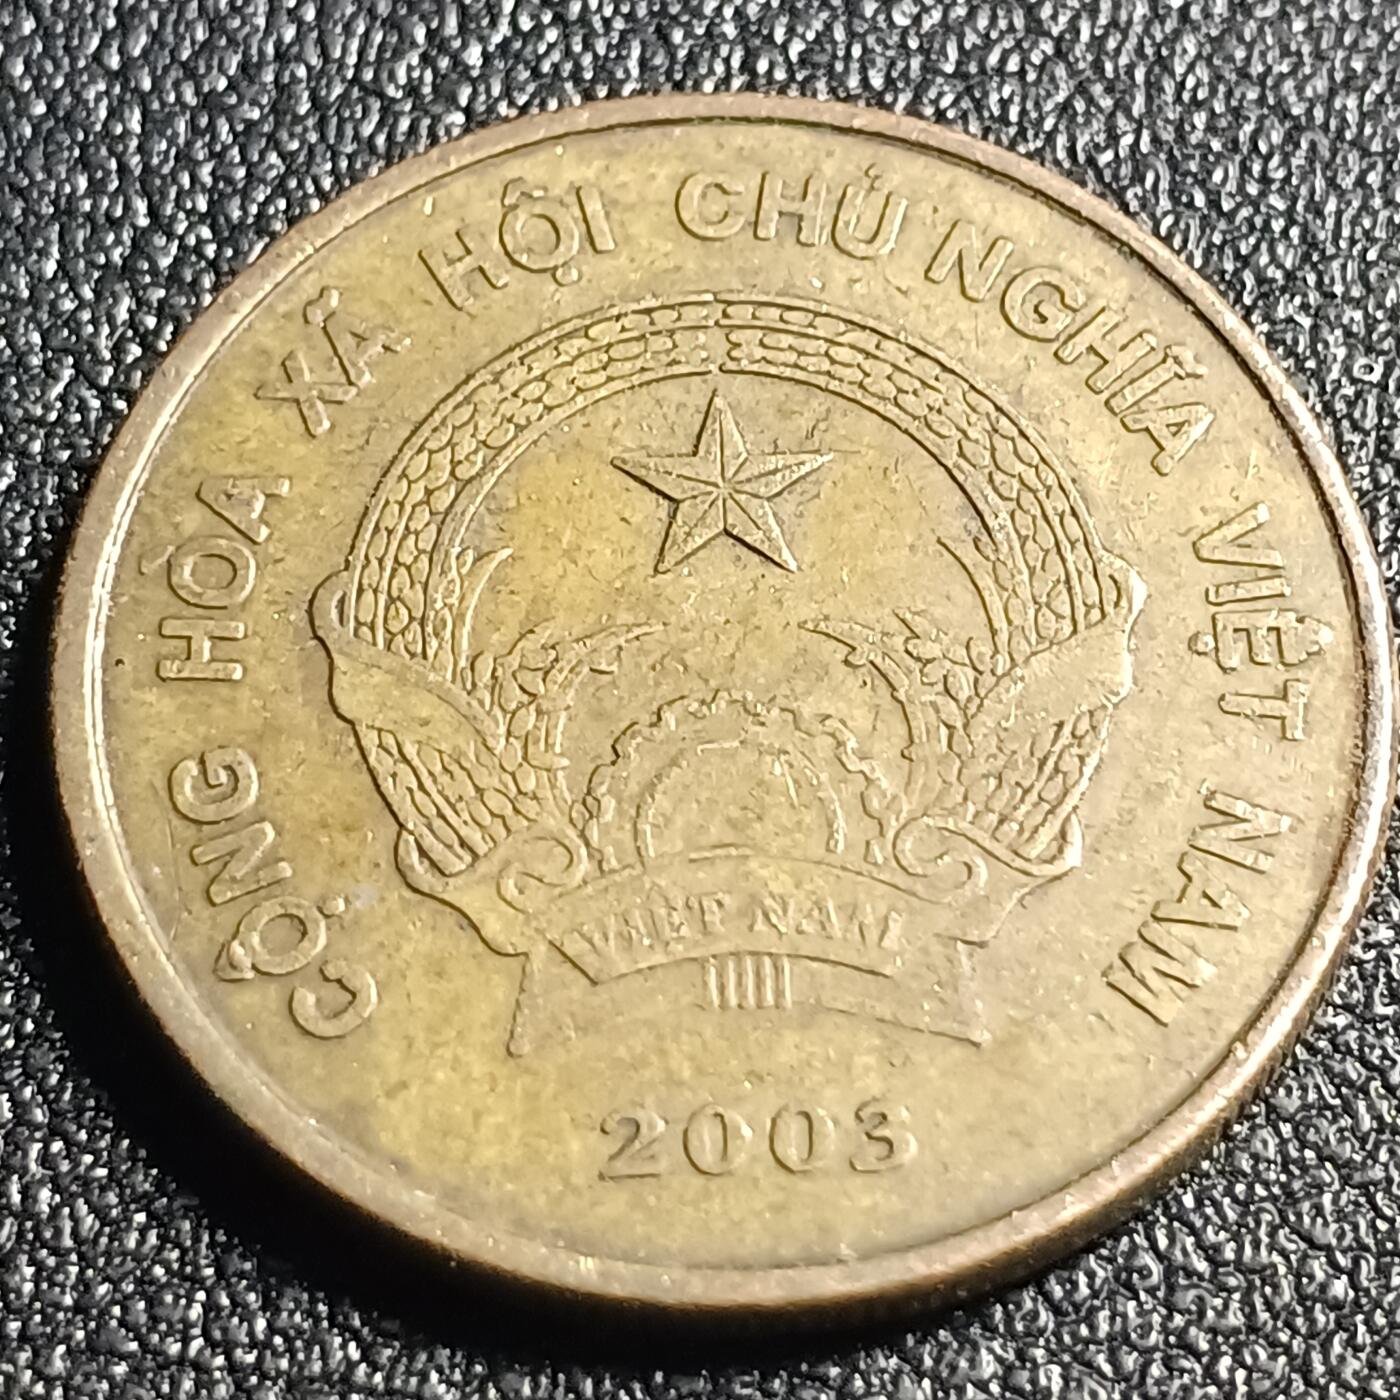 CỘNG HÒA XÃ HỘI CHỦ NGHĨA VIỆT NAM
VIỆT NAM
2003